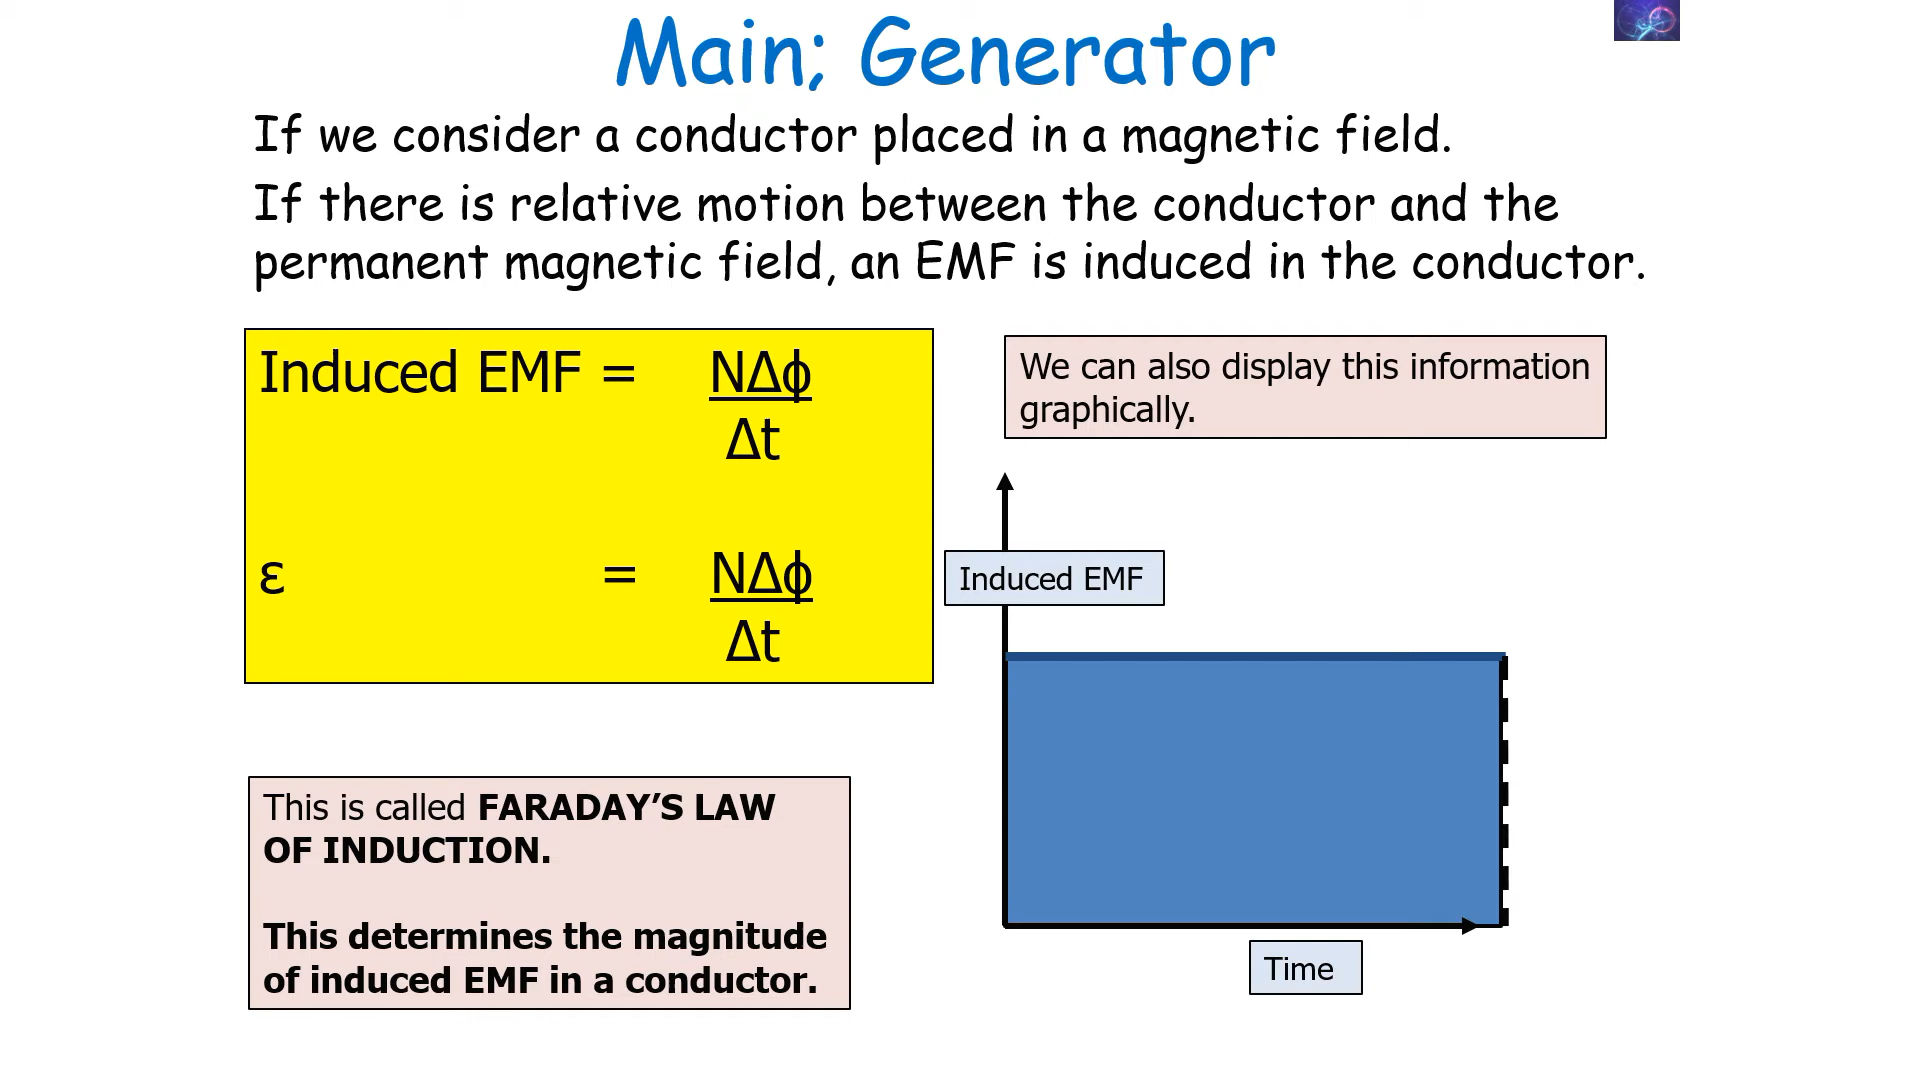 Main; Generator
If we consider a conductor placed in a magnetic field.
If there is relative motion between the conductor and the
permanent magnetic field, an EMF is induced in the conductor.
Induced EMF = NΔϕ
Δt
ε = NΔϕ
Δt
We can also display this information
graphically.
Induced EMF
Time
This is called FARADAY’S LAW
OF INDUCTION.
This determines the magnitude
of induced EMF in a conductor.